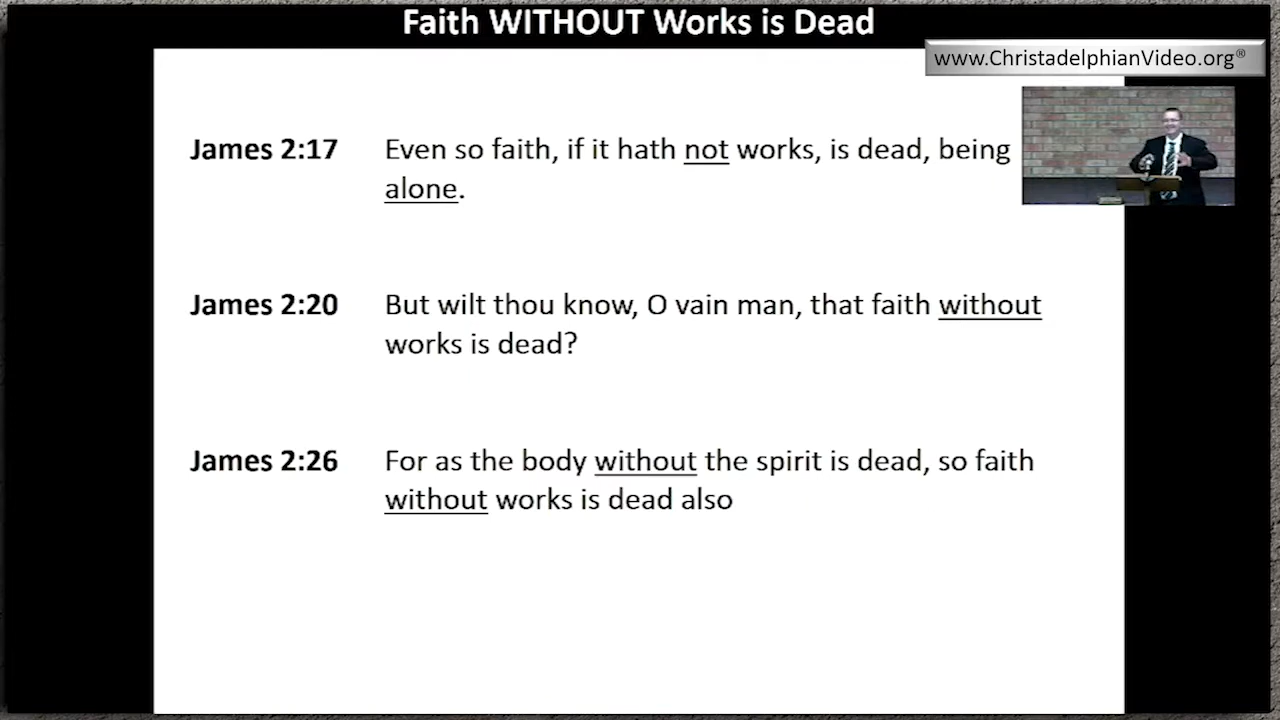 Faith WITHOUT Works is Dead
www.ChristadelphianVideo.org®
James 2:17 Even so faith, if it hath not works, is dead, being
alone.
James 2:20 But wilt thou know, O vain man, that faith without
works is dead?
James 2:26 For as the body without the spirit is dead, so faith
without works is dead also